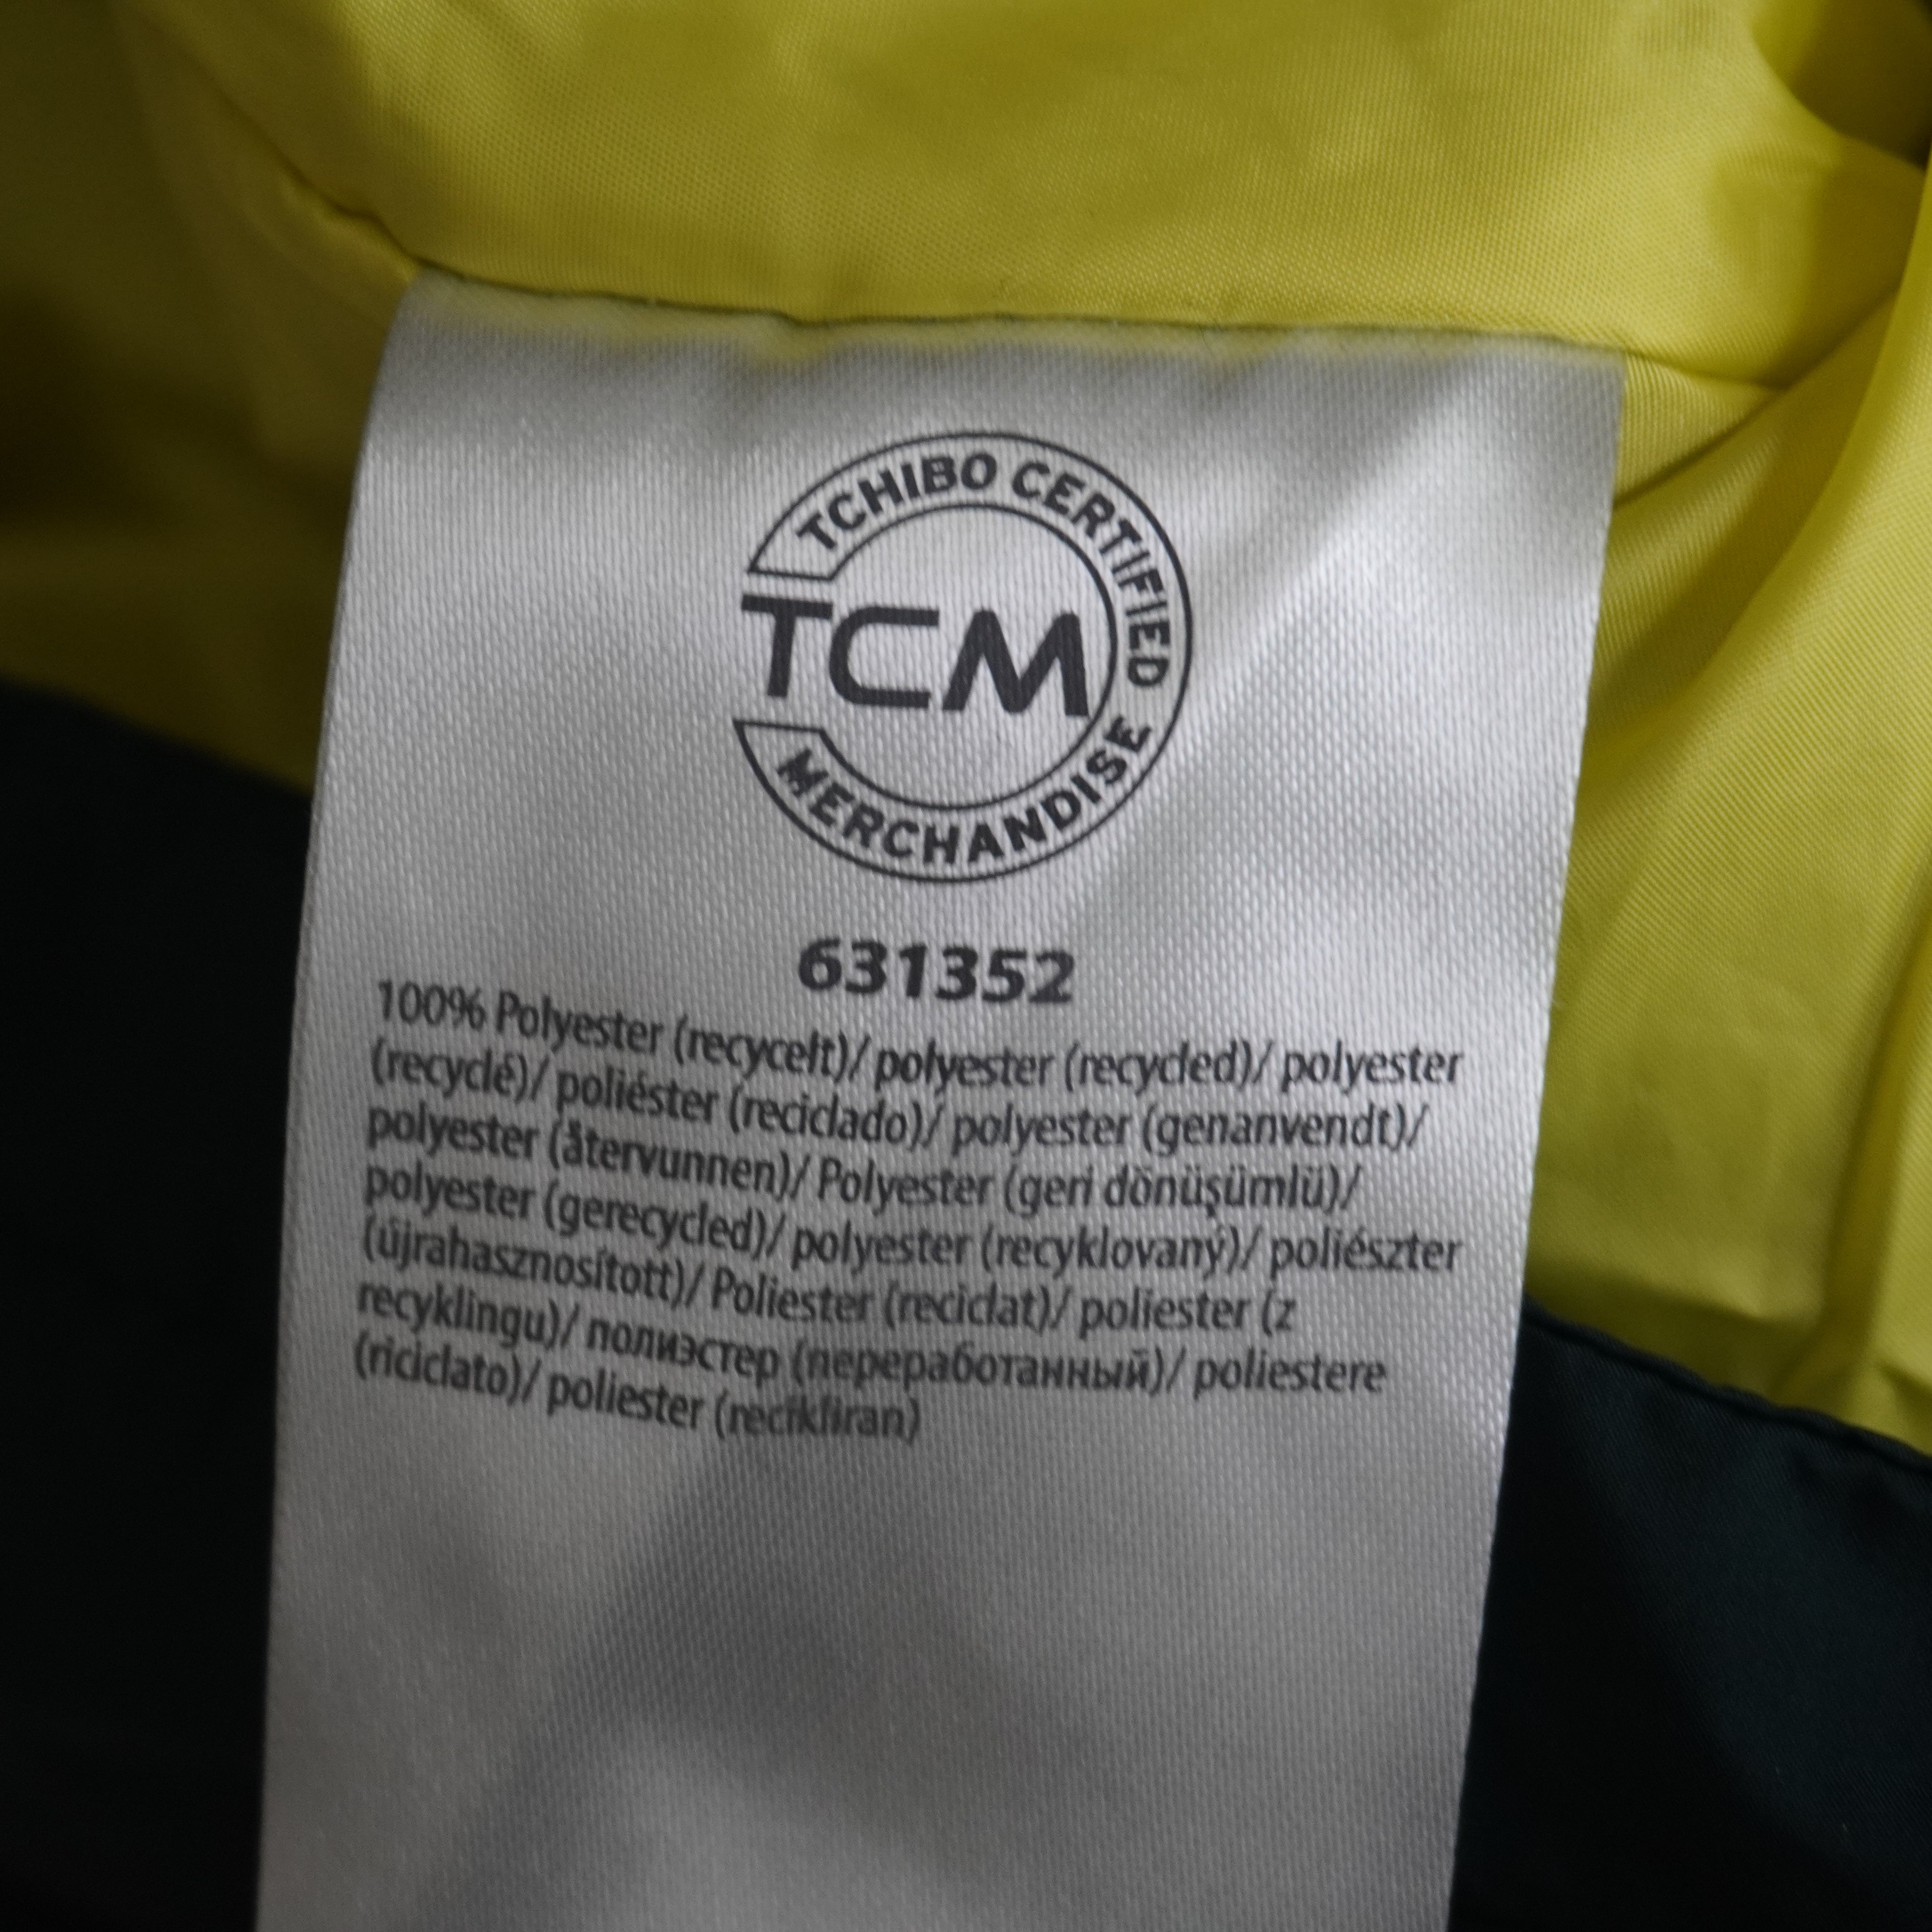 TCHIBO CERTIFIED
TCM
MERCHANDISE
631352
100% Polyester (recycelt)/ polyester (recycled)/ polyester
(recyclé)/ poliéster (reciclado)/ polyester (genanvendt)/
polyester (återvunnen)/ Polyester (geri dönüşümlü)/
polyester (gerecycled)/ polyester (recyklovaný)/ poliészter
(újrahasznosított)/ Poliester (reciclat)/ poliester (z
recyklingu)/ полиэстер (переработанный)/ poliestere
(riciclato)/ poliester (recikliran)